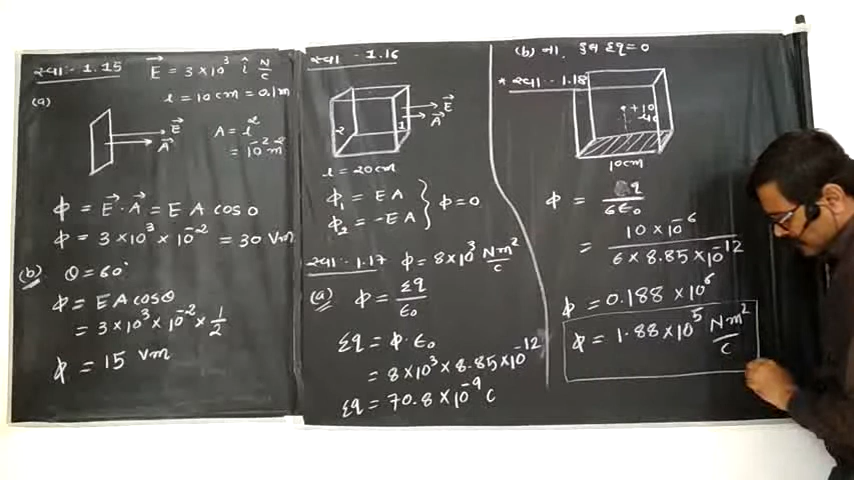 સ્વા :- 1.15 E⃗ = 3 × 10³ î N/C
l = 10 cm = 0.1 m
(a)
E⃗
A⃗
A = l²
= 10⁻² m²
ϕ = E⃗ · A⃗ = E A cos 0
ϕ = 3 × 10³ × 10⁻² = 30 Vm
(b) θ = 60°
ϕ = E A cos θ
= 3 × 10³ × 10⁻² × 1/2
ϕ = 15 Vm
સ્વા :- 1.16
2
1
E⃗
A⃗
l = 20 cm
ϕ₁ = E A
ϕ₂ = - E A
} ϕ = 0
સ્વા :- 1.17 ϕ = 8 × 10³ Nm²/C
(a) ϕ = Σq/ε₀
Σq = ϕ · ε₀
= 8 × 10³ × 8.85 × 10⁻¹²
Σq = 70.8 × 10⁻⁹ C
(b) ના. કુલ Σq = 0
* સ્વા :- 1.18
+10
10cm
ϕ = q/6ε₀
= 10 × 10⁻⁶ / 6 × 8.85 × 10⁻¹²
ϕ = 0.188 × 10⁶
ϕ = 1.88 × 10⁵ Nm²/C